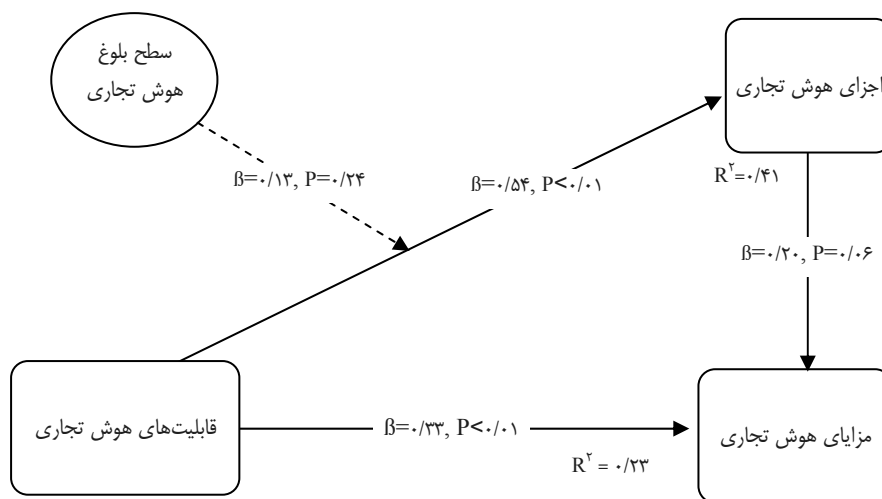 سطح بلوغ
هوش تجاری
اجزای هوش تجاری
ß=۰/۱۳, P=۰/۲۴
ß=۰/۵۴, P<۰/۰۱
R۲=۰/۴۱
ß=۰/۲۰, P=۰/۰۶
قابلیت‌های هوش تجاری
ß=۰/۳۳, P<۰/۰۱
مزایای هوش تجاری
R۲ = ۰/۲۳